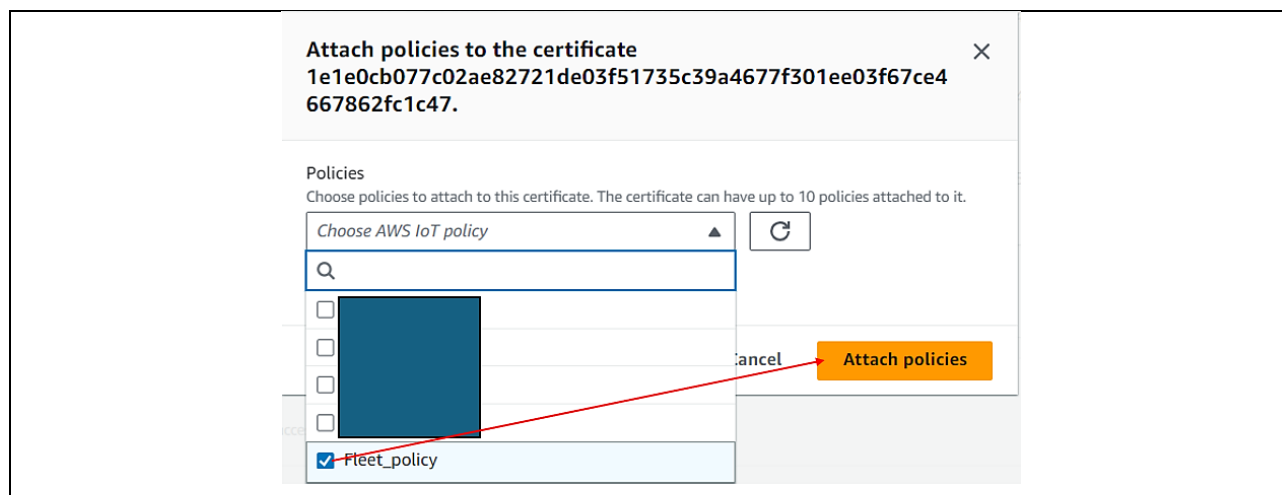 Attach policies to the certificate
1e1e0cb077c02ae82721de03f51735c39a4677f301ee03f67ce4
667862fc1c47.
Policies
Choose policies to attach to this certificate. The certificate can have up to 10 policies attached to it.
Choose AWS IoT policy
Cancel
Attach policies
Fleet_policy